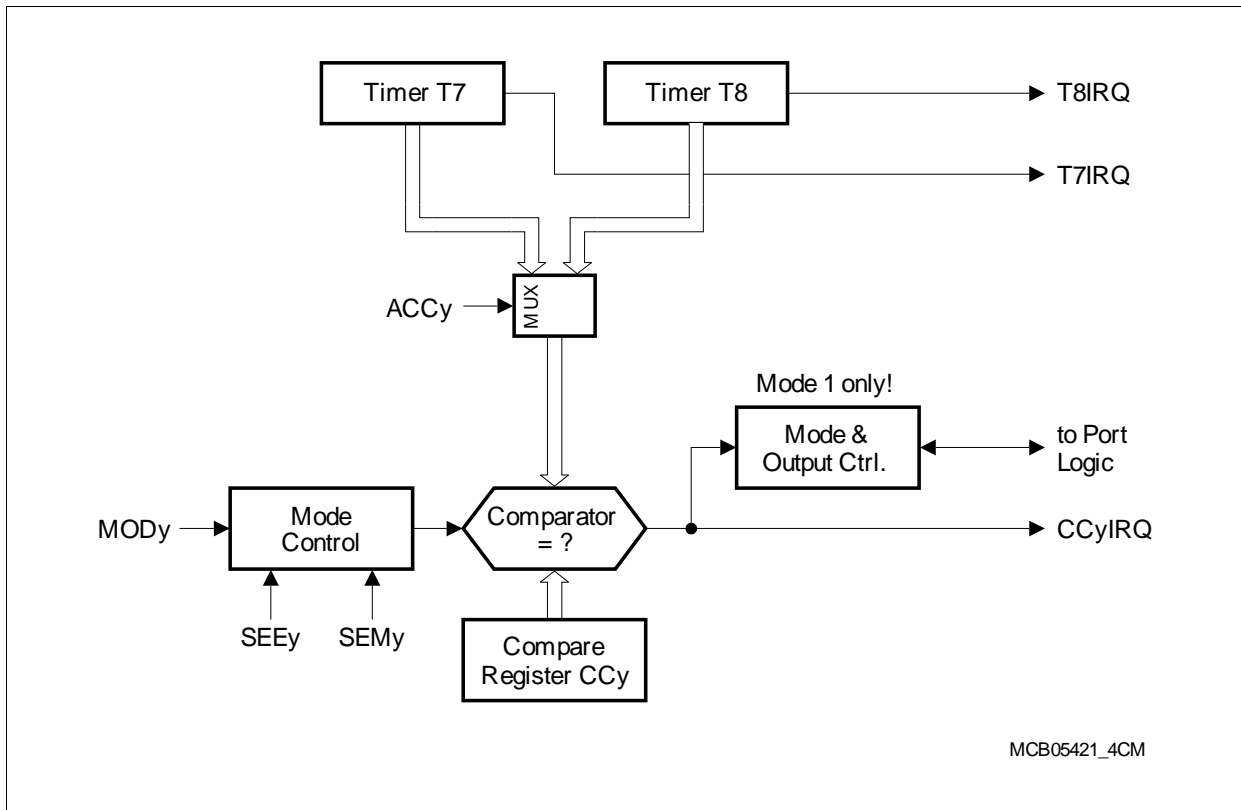 Timer T7
Timer T8
T8IRQ
T7IRQ
MUX
ACCy
Mode 1 only!
Mode &
Output Ctrl.
to Port
Logic
MODy
Mode
Control
Comparator
= ?
CCyIRQ
SEEy
SEMy
Compare
Register CCy
MCB05421_4CM